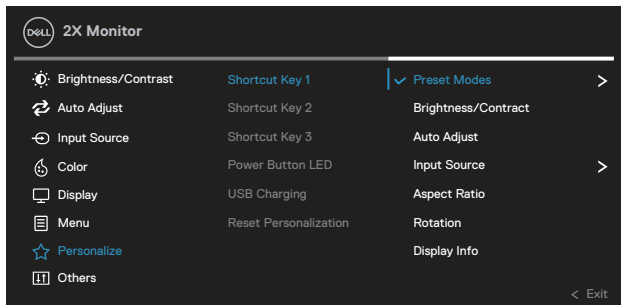 DELL 2X Monitor
Brightness/Contrast Shortcut Key 1 Preset Modes >
Auto Adjust Shortcut Key 2 Brightness/Contract
Input Source Shortcut Key 3 Auto Adjust
Color Power Button LED Input Source >
Display USB Charging Aspect Ratio
Menu Reset Personalization Rotation
Personalize Display Info
Others
< Exit